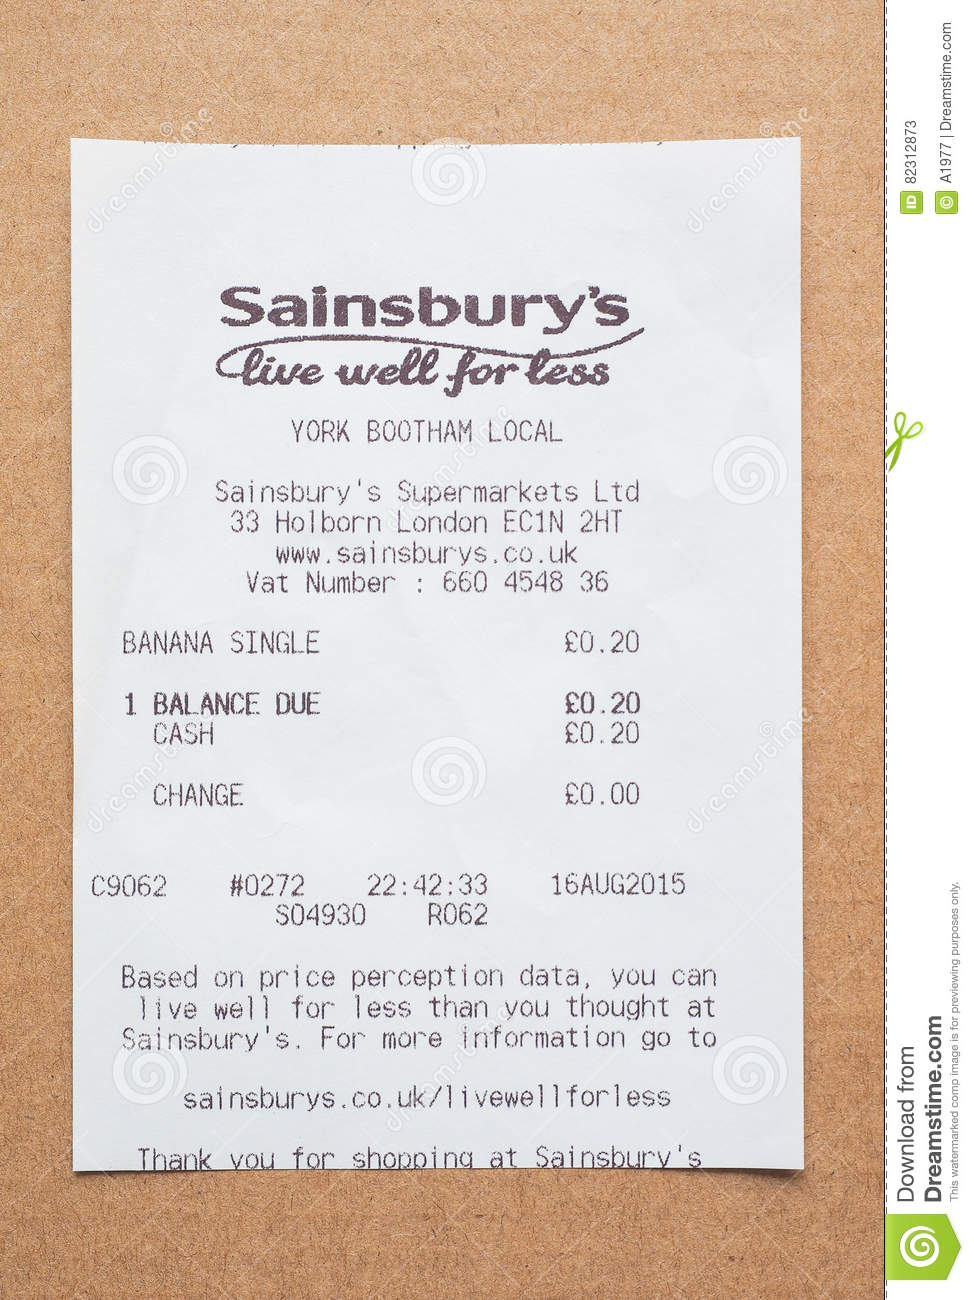 Sainsbury's
live well for less
YORK BOOTHAM LOCAL
Sainsbury's Supermarkets Ltd
33 Holborn London EC1N 2HT
www.sainsburys.co.uk
Vat Number : 660 4548 36
BANANA SINGLE £0.20
1 BALANCE DUE £0.20
CASH £0.20
CHANGE £0.00
C9062 #0272 22:42:33 16AUG2015
S04930 R062
Based on price perception data, you can
live well for less than you thought at
Sainsbury's. For more information go to
sainsburys.co.uk/livewellforless
Thank you for shopping at Sainsbury's
dreamstime
dreamstime
dreamstime
dreamstime
dreamstime
ID 82312873
© A1977 | Dreamstime.com
Download from
Dreamstime.com
This watermarked comp image is for previewing purposes only.